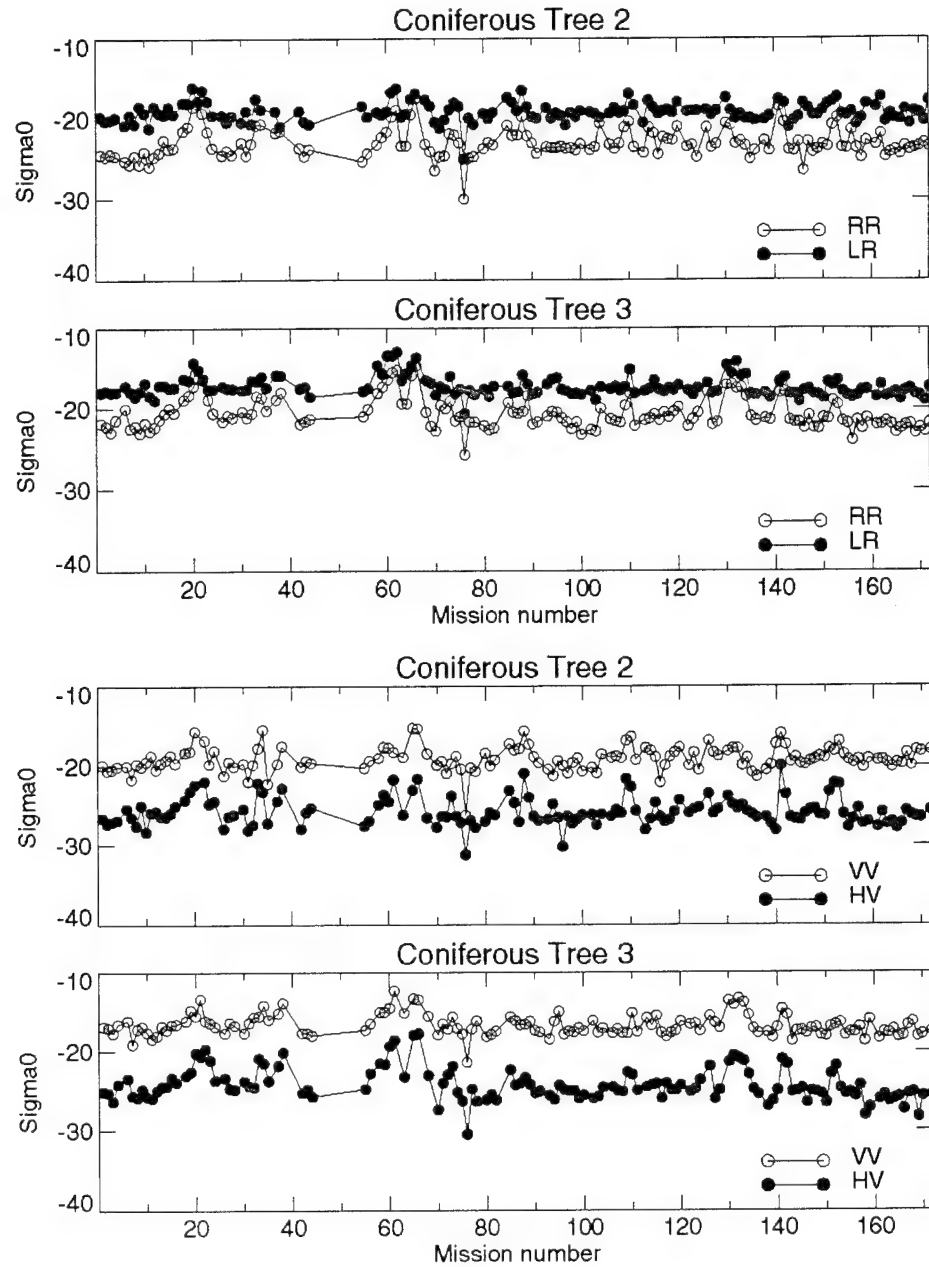 Coniferous Tree 2
-10
-20
-30
-40
Sigma0
RR
LR
Coniferous Tree 3
-10
-20
-30
-40
Sigma0
RR
LR
20 40 60 80 100 120 140 160
Mission number
Coniferous Tree 2
-10
-20
-30
-40
Sigma0
VV
HV
Coniferous Tree 3
-10
-20
-30
-40
Sigma0
VV
HV
20 40 60 80 100 120 140 160
Mission number